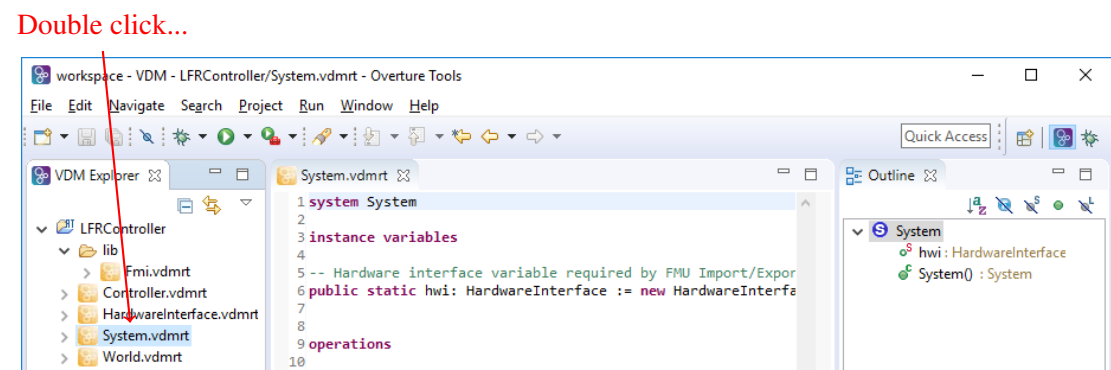 Double click...
workspace - VDM - LFRController/System.vdmrt - Overture Tools
File Edit Navigate Search Project Run Window Help
Quick Access
VDM Explorer
LFRController
lib
Fmi.vdmrt
Controller.vdmrt
HardwareInterface.vdmrt
System.vdmrt
World.vdmrt
System.vdmrt
1 system System
2
3 instance variables
4
5 -- Hardware interface variable required by FMU Import/Expor
6 public static hwi: HardwareInterface := new HardwareInterfa
7
8
9 operations
10
Outline
System
hwi : HardwareInterface
System() : System